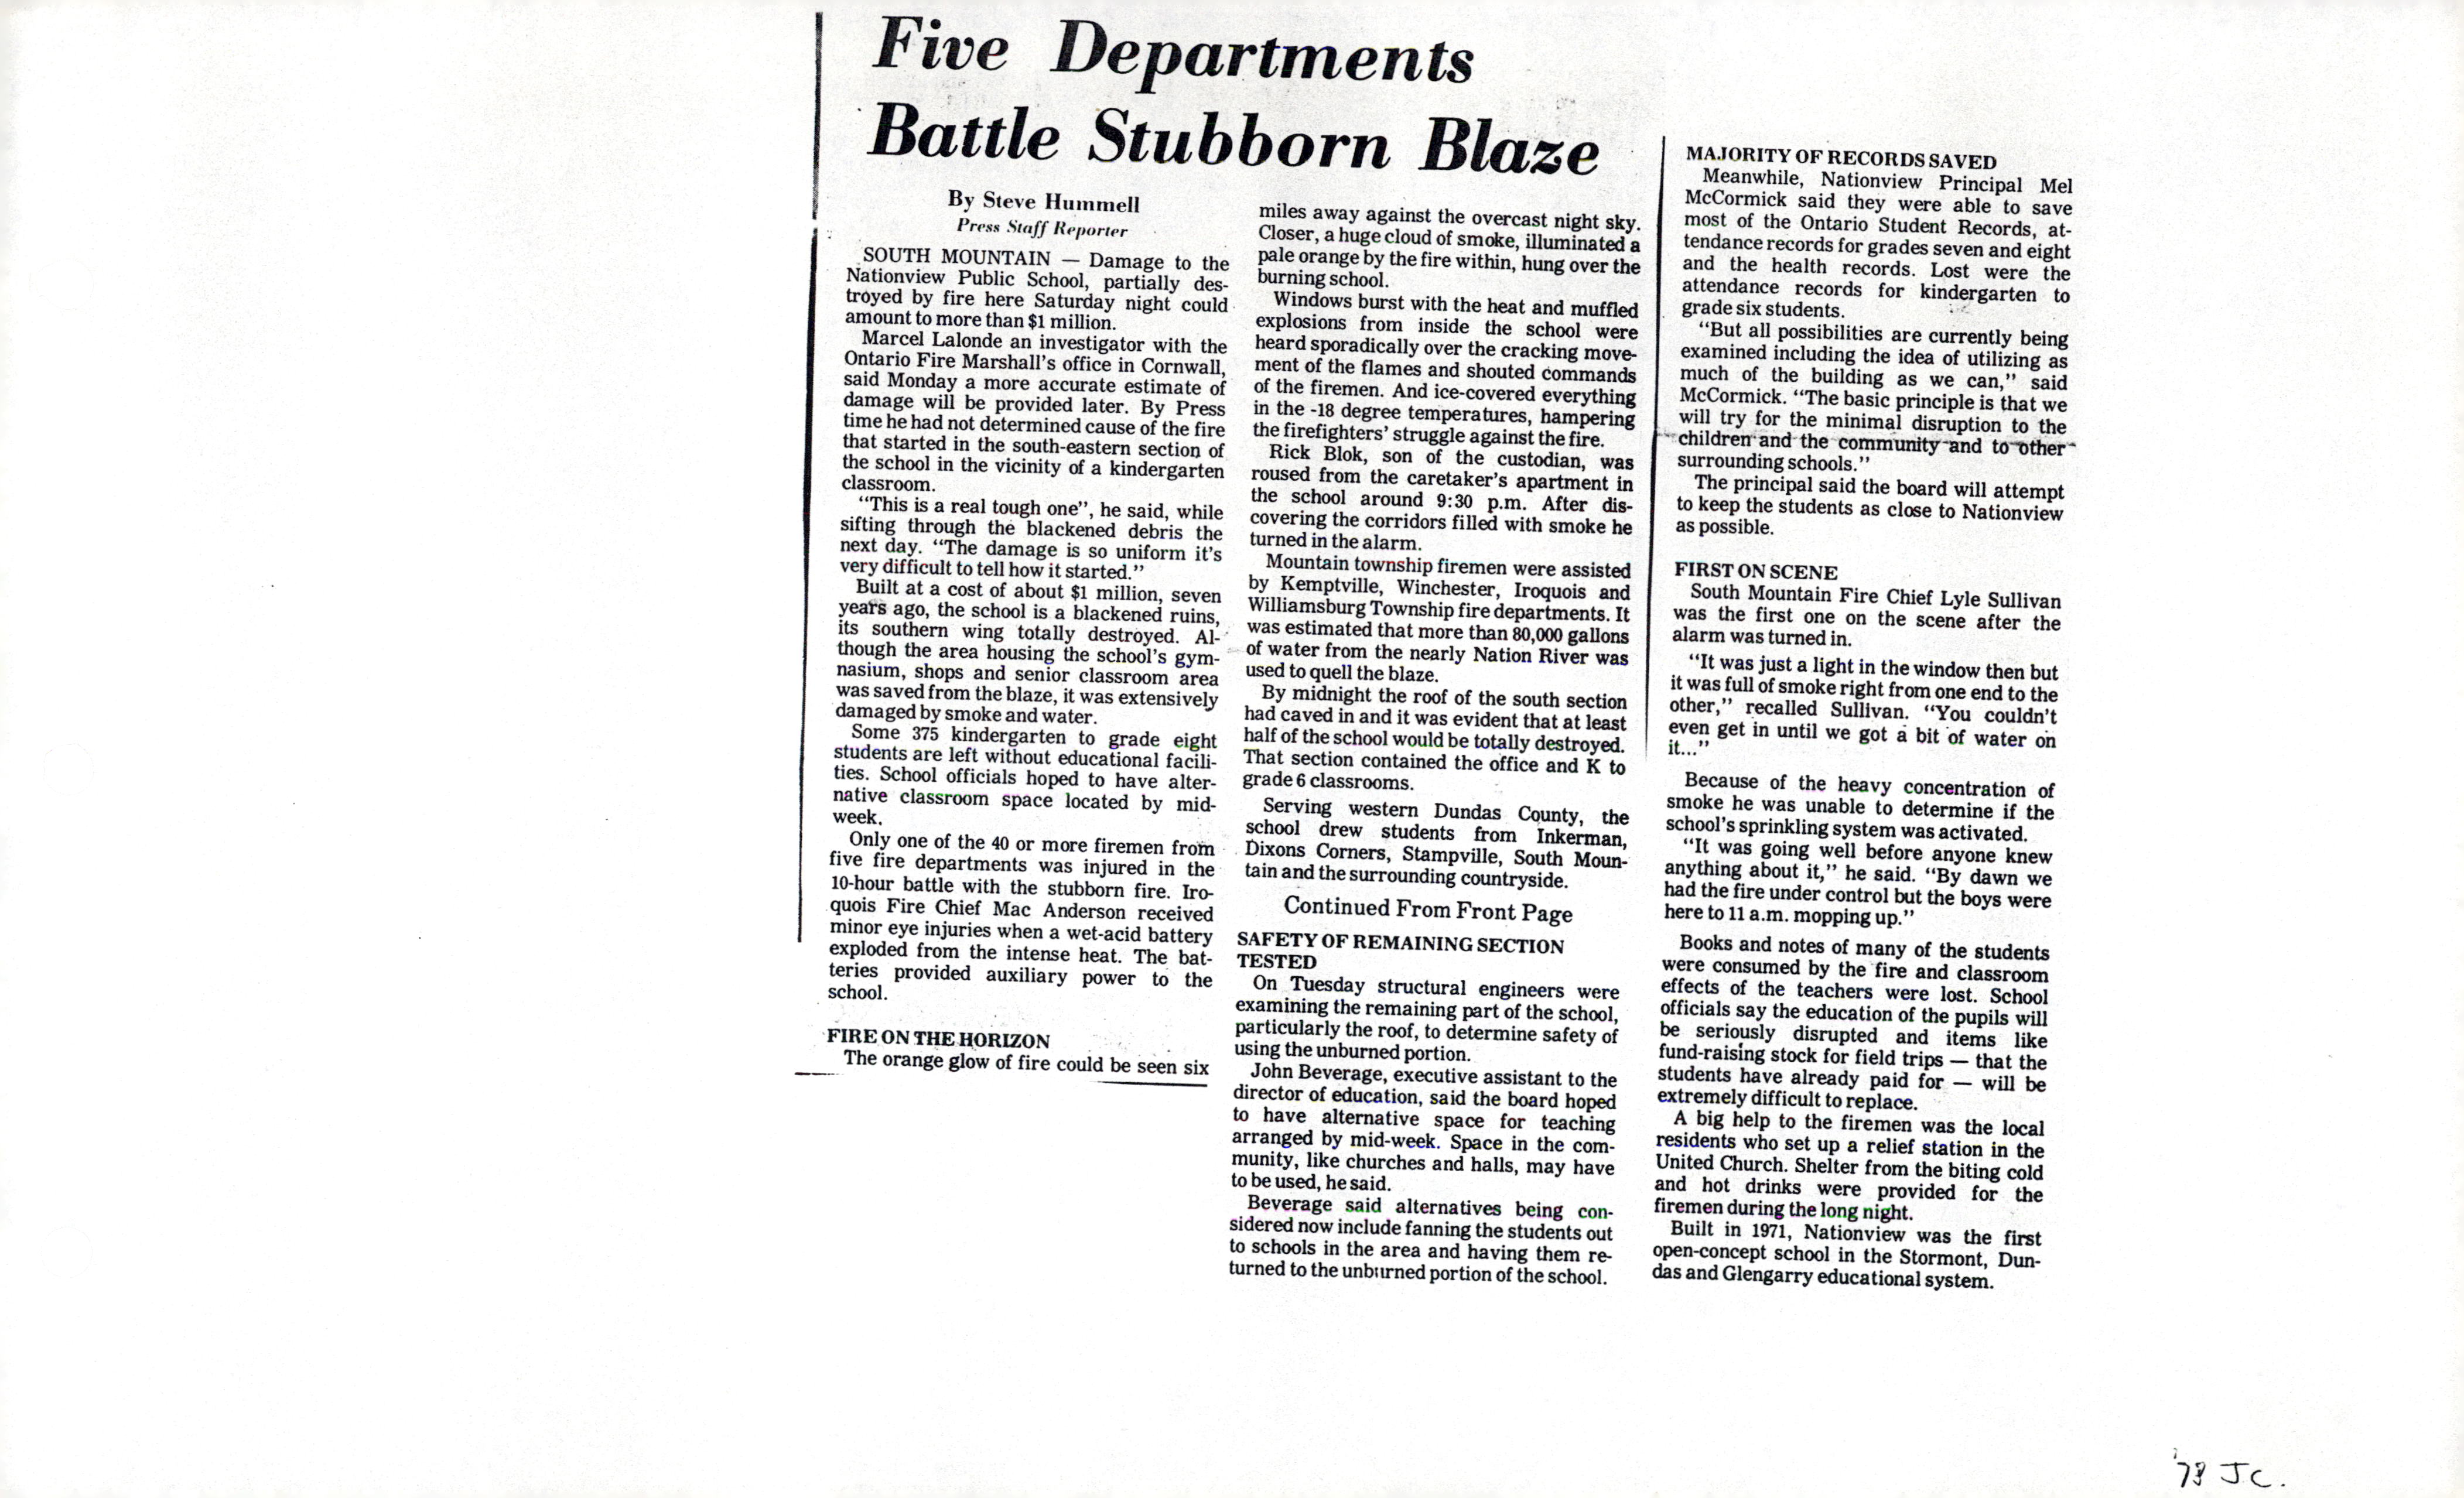 Five Departments
Battle Stubborn Blaze
By Steve Hummell
Press Staff Reporter
SOUTH MOUNTAIN — Damage to the
Nationview Public School, partially des-
troyed by fire here Saturday night could
amount to more than $1 million.
Marcel Lalonde an investigator with the
Ontario Fire Marshall's office in Cornwall,
said Monday a more accurate estimate of
damage will be provided later. By Press
time he had not determined cause of the fire
that started in the south-eastern section of
the school in the vicinity of a kindergarten
classroom.
“This is a real tough one”, he said, while
sifting through the blackened debris the
next day. “The damage is so uniform it's
very difficult to tell how it started.”
Built at a cost of about $1 million, seven
years ago, the school is a blackened ruins,
its southern wing totally destroyed. Al-
though the area housing the school's gym-
nasium, shops and senior classroom area
was saved from the blaze, it was extensively
damaged by smoke and water.
Some 375 kindergarten to grade eight
students are left without educational facili-
ties. School officials hoped to have alter-
native classroom space located by mid-
week.
Only one of the 40 or more firemen from
five fire departments was injured in the
10-hour battle with the stubborn fire. Iro-
quois Fire Chief Mac Anderson received
minor eye injuries when a wet-acid battery
exploded from the intense heat. The bat-
teries provided auxiliary power to the
school.
FIRE ON THE HORIZON
The orange glow of fire could be seen six
miles away against the overcast night sky.
Closer, a huge cloud of smoke, illuminated a
pale orange by the fire within, hung over the
burning school.
Windows burst with the heat and muffled
explosions from inside the school were
heard sporadically over the cracking move-
ment of the flames and shouted commands
of the firemen. And ice-covered everything
in the -18 degree temperatures, hampering
the firefighters' struggle against the fire.
Rick Blok, son of the custodian, was
roused from the caretaker's apartment in
the school around 9:30 p.m. After dis-
covering the corridors filled with smoke he
turned in the alarm.
Mountain township firemen were assisted
by Kemptville, Winchester, Iroquois and
Williamsburg Township fire departments. It
was estimated that more than 80,000 gallons
of water from the nearly Nation River was
used to quell the blaze.
By midnight the roof of the south section
had caved in and it was evident that at least
half of the school would be totally destroyed.
That section contained the office and K to
grade 6 classrooms.
Serving western Dundas County, the
school drew students from Inkerman,
Dixons Corners, Stampville, South Moun-
tain and the surrounding countryside.
Continued From Front Page
SAFETY OF REMAINING SECTION
TESTED
On Tuesday structural engineers were
examining the remaining part of the school,
particularly the roof, to determine safety of
using the unburned portion.
John Beverage, executive assistant to the
director of education, said the board hoped
to have alternative space for teaching
arranged by mid-week. Space in the com-
munity, like churches and halls, may have
to be used, he said.
Beverage said alternatives being con-
sidered now include fanning the students out
to schools in the area and having them re-
turned to the unburned portion of the school.
MAJORITY OF RECORDS SAVED
Meanwhile, Nationview Principal Mel
McCormick said they were able to save
most of the Ontario Student Records, at-
tendance records for grades seven and eight
and the health records. Lost were the
attendance records for kindergarten to
grade six students.
“But all possibilities are currently being
examined including the idea of utilizing as
much of the building as we can,” said
McCormick. “The basic principle is that we
will try for the minimal disruption to the
children and the community and to other
surrounding schools.”
The principal said the board will attempt
to keep the students as close to Nationview
as possible.
FIRST ON SCENE
South Mountain Fire Chief Lyle Sullivan
was the first one on the scene after the
alarm was turned in.
“It was just a light in the window then but
it was full of smoke right from one end to the
other,” recalled Sullivan. “You couldn't
even get in until we got a bit of water on
it...”
Because of the heavy concentration of
smoke he was unable to determine if the
school's sprinkling system was activated.
“It was going well before anyone knew
anything about it,” he said. “By dawn we
had the fire under control but the boys were
here to 11 a.m. mopping up.”
Books and notes of many of the students
were consumed by the fire and classroom
effects of the teachers were lost. School
officials say the education of the pupils will
be seriously disrupted and items like
fund-raising stock for field trips — that the
students have already paid for — will be
extremely difficult to replace.
A big help to the firemen was the local
residents who set up a relief station in the
United Church. Shelter from the biting cold
and hot drinks were provided for the
firemen during the long night.
Built in 1971, Nationview was the first
open-concept school in the Stormont, Dun-
das and Glengarry educational system.
'78 J C.